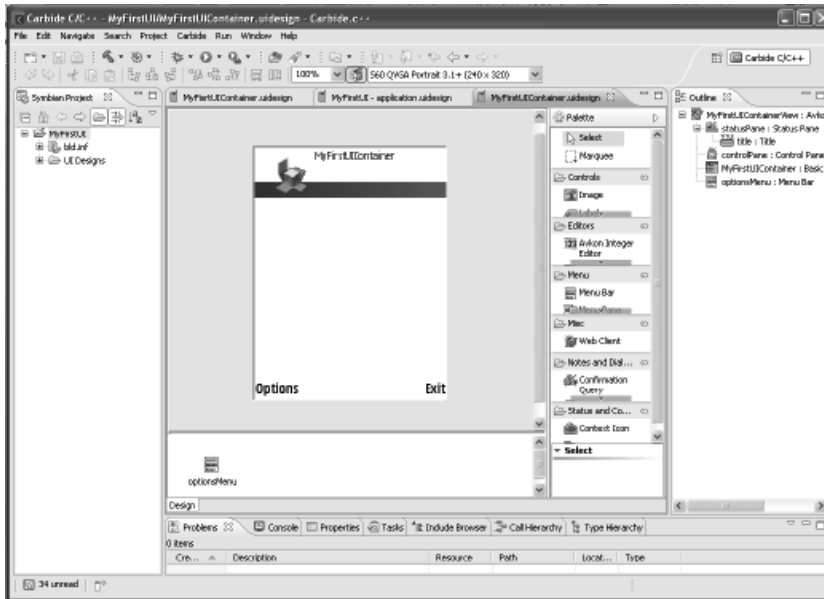 Carbide C/C++ - MyFirstUI/MyFirstUIContainer.uidesign - Carbide.c++
File Edit Navigate Search Project Carbide Run Window Help
Carbide C/C++
100%
S60 QVGA Portrait 3.1+ (240 x 320)
Symbian Project
MyFirstUI
bld.inf
UI Designs
MyFirstUIContainer.uidesign
MyFirstUI - application.uidesign
MyFirstUIContainer.uidesign
MyFirstUIContainer
Options
Exit
optionsMenu
Design
Palette
Select
Marquee
Controls
Image
Label
Editors
Avkon Integer
Editor
Menu
Menu Bar
MenuPane
Misc
Web Client
Notes and Dial...
Confirmation
Query
Status and Co...
Context Icon
Select
Outline
MyFirstUIContainerView : Avko
statusPane : Status Pane
title : Title
controlPane : Control Pane
MyFirstUIContainer : Basic
optionsMenu : Menu Bar
Problems
Console
Properties
Tasks
Include Browser
Call Hierarchy
Type Hierarchy
0 items
Cre... Description Resource Path Locat... Type
34 unread